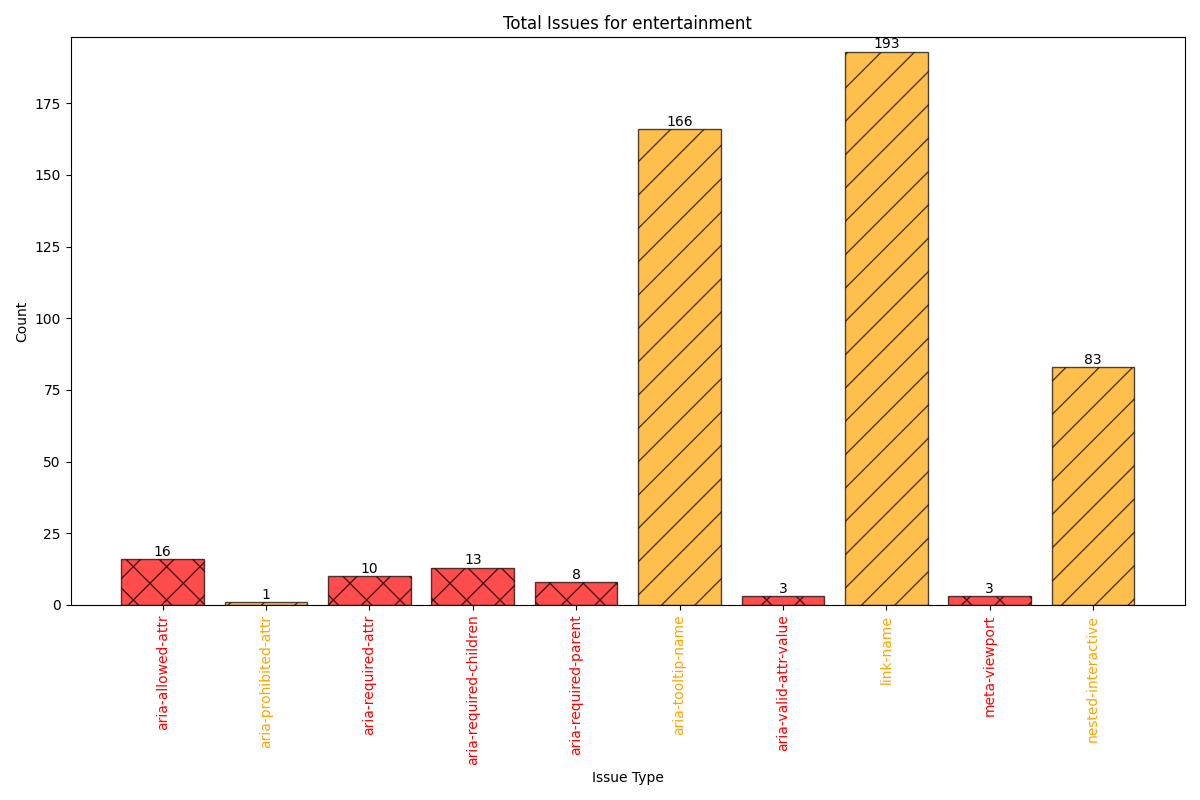 Total Issues for entertainment
193
175
166
150
125
Count
100
83
75
50
25
16
13
10
8
3
3
1
0
aria-allowed-attr
aria-prohibited-attr
aria-required-attr
aria-required-children
aria-required-parent
aria-tooltip-name
aria-valid-attr-value
link-name
meta-viewport
nested-interactive
Issue Type